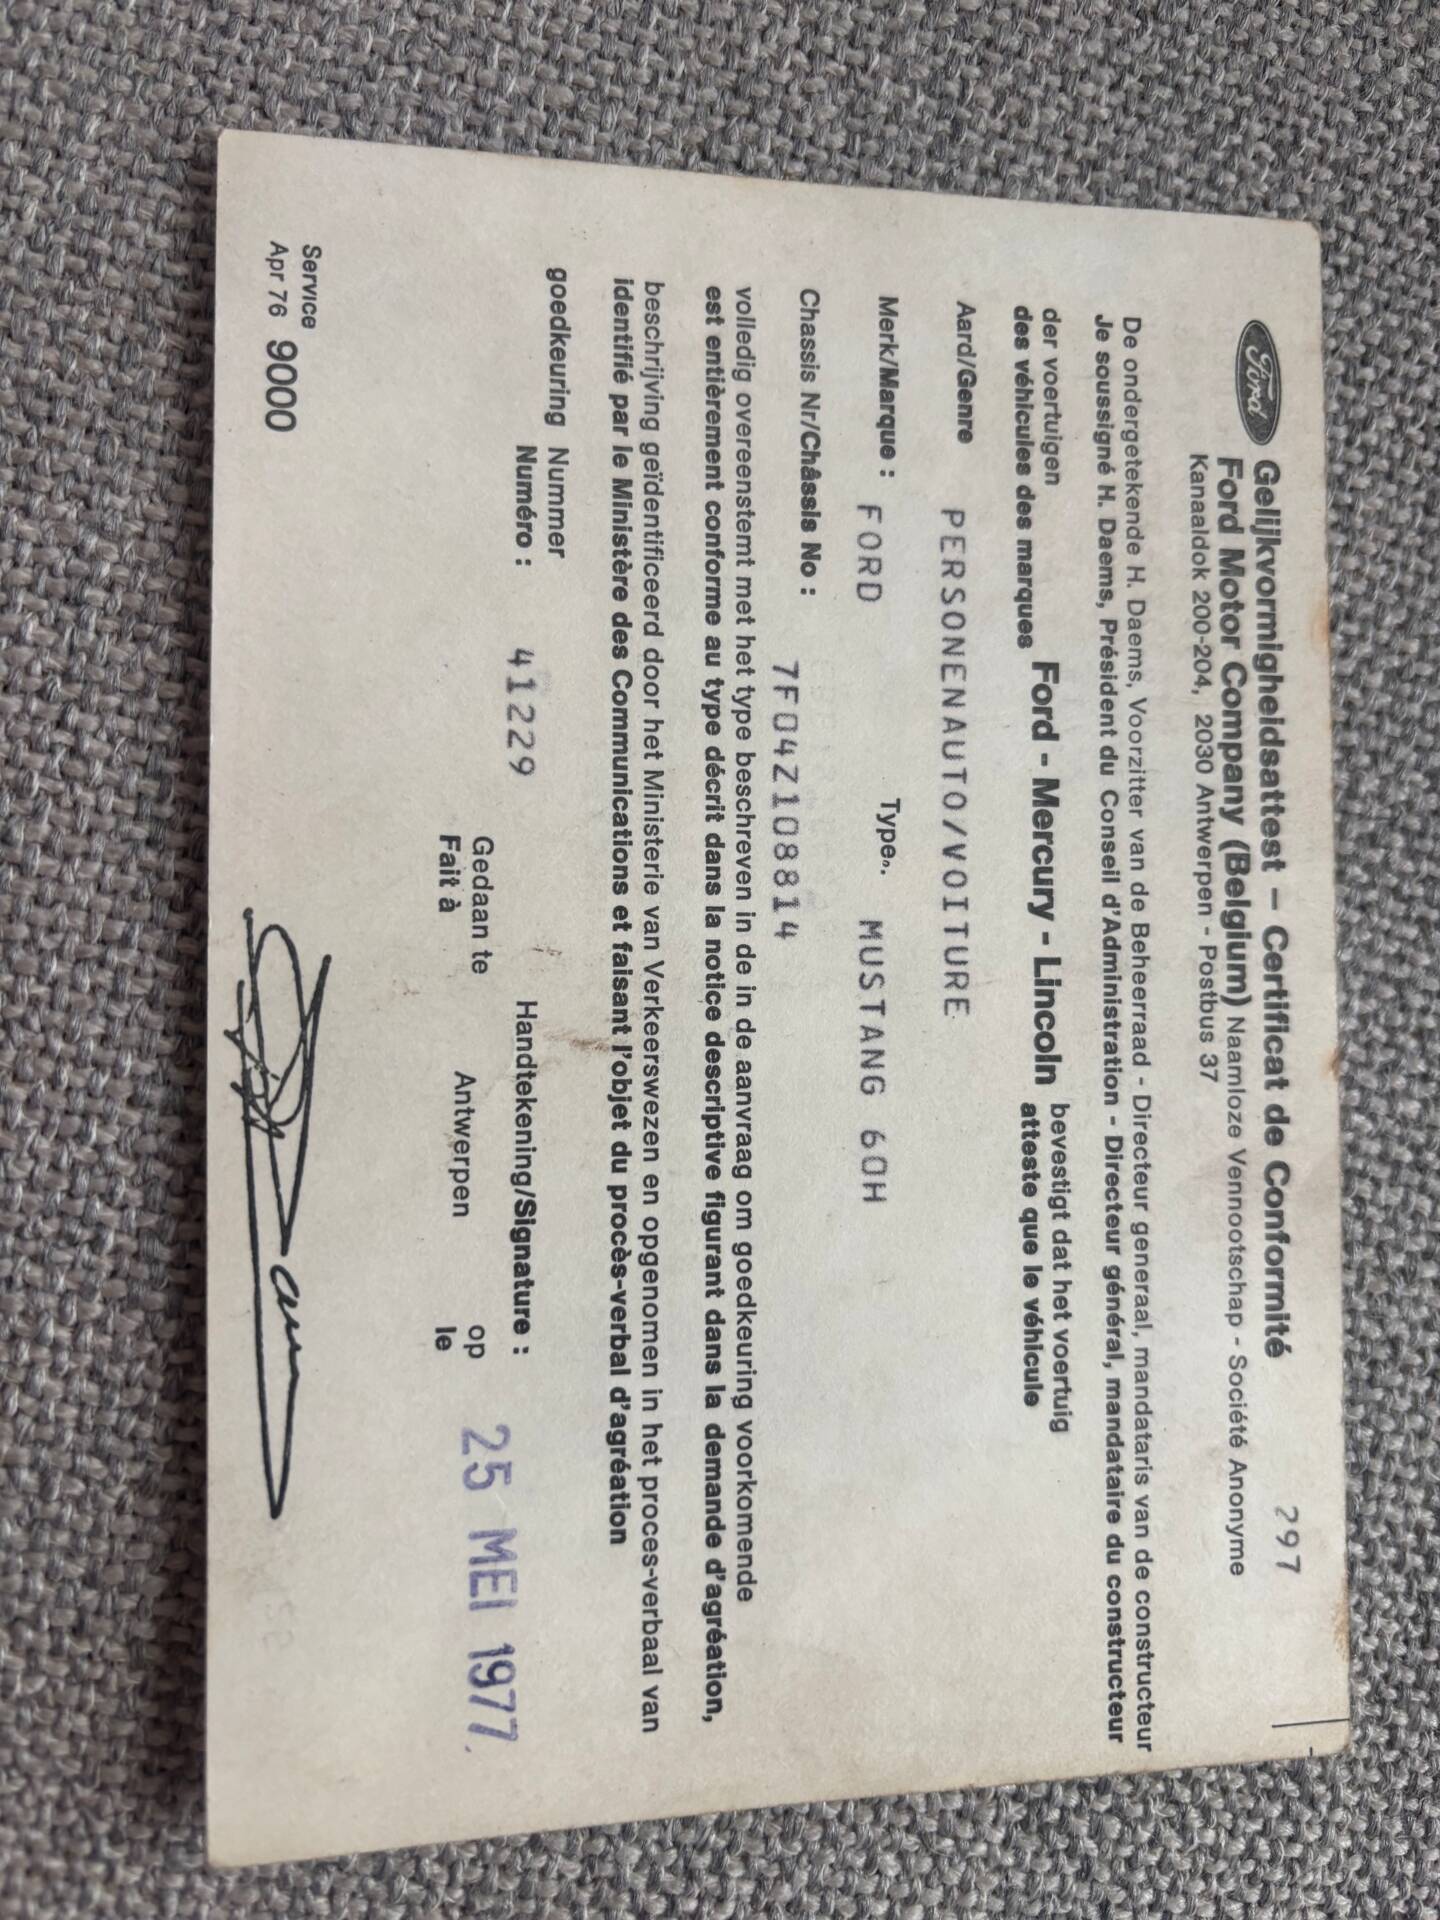 297
Ford
Gelijkvormigheidsattest – Certificat de Conformité
Ford Motor Company (Belgium) Naamloze Vennootschap - Société Anonyme
Kanaaldok 200-204, 2030 Antwerpen - Postbus 37
De ondergetekende H. Daems, Voorzitter van de Beheerraad - Directeur generaal, mandataris van de constructeur
Je soussigné H. Daems, Président du Conseil d'Administration - Directeur général, mandataire du constructeur
der voertuigen Ford - Mercury - Lincoln bevestigt dat het voertuig
des véhicules des marques atteste que le véhicule
Aard/Genre PERSONENAUTO/VOITURE
Merk/Marque : FORD Type : MUSTANG 60H
Chassis Nr/Châssis No : 7F04Z108814
volledig overeenstemt met het type beschreven in de in de aanvraag om goedkeuring voorkomende
est entièrement conforme au type décrit dans la notice descriptive figurant dans la demande d'agréation,
beschrijving geïdentificeerd door het Ministerie van Verkeerswezen en opgenomen in het proces-verbaal van
identifié par le Ministère des Communications et faisant l'objet du procès-verbal d'agréation
goedkeuring Nummer
Numéro : 41229 Handtekening/Signature :
Gedaan te Antwerpen op 25 MEI 1977.
Fait à le
Service
Apr 76 9000